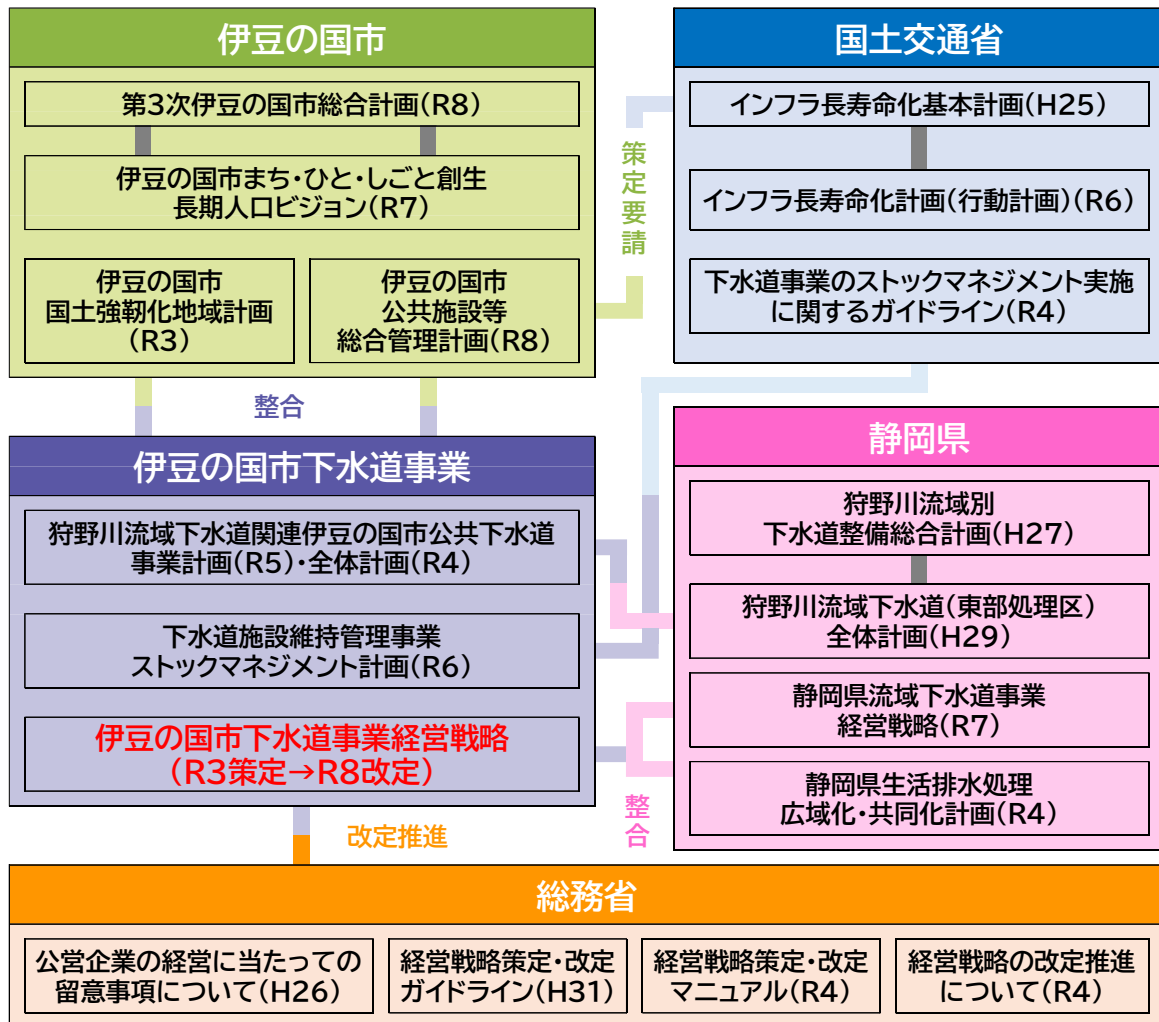 伊豆の国市
第3次伊豆の国市総合計画(R8)
伊豆の国市まち・ひと・しごと創生
長期人口ビジョン(R7)
伊豆の国市
国土強靭化地域計画
(R3)
伊豆の国市
公共施設等
総合管理計画(R8)
策定要請
国土交通省
インフラ長寿命化基本計画(H25)
インフラ長寿命化計画(行動計画)(R6)
下水道事業のストックマネジメント実施
に関するガイドライン(R4)
整合
伊豆の国市下水道事業
狩野川流域下水道関連伊豆の国市公共下水道
事業計画(R5)・全体計画(R4)
下水道施設維持管理事業
ストックマネジメント計画(R6)
伊豆の国市下水道事業経営戦略
(R3策定→R8改定)
静岡県
狩野川流域別
下水道整備総合計画(H27)
狩野川流域下水道(東部処理区)
全体計画(H29)
静岡県流域下水道事業
経営戦略(R7)
静岡県生活排水処理
広域化・共同化計画(R4)
整合
改定推進
総務省
公営企業の経営に当たっての
留意事項について(H26)
経営戦略策定・改定
ガイドライン(H31)
経営戦略策定・改定
マニュアル(R4)
経営戦略の改定推進
について(R4)